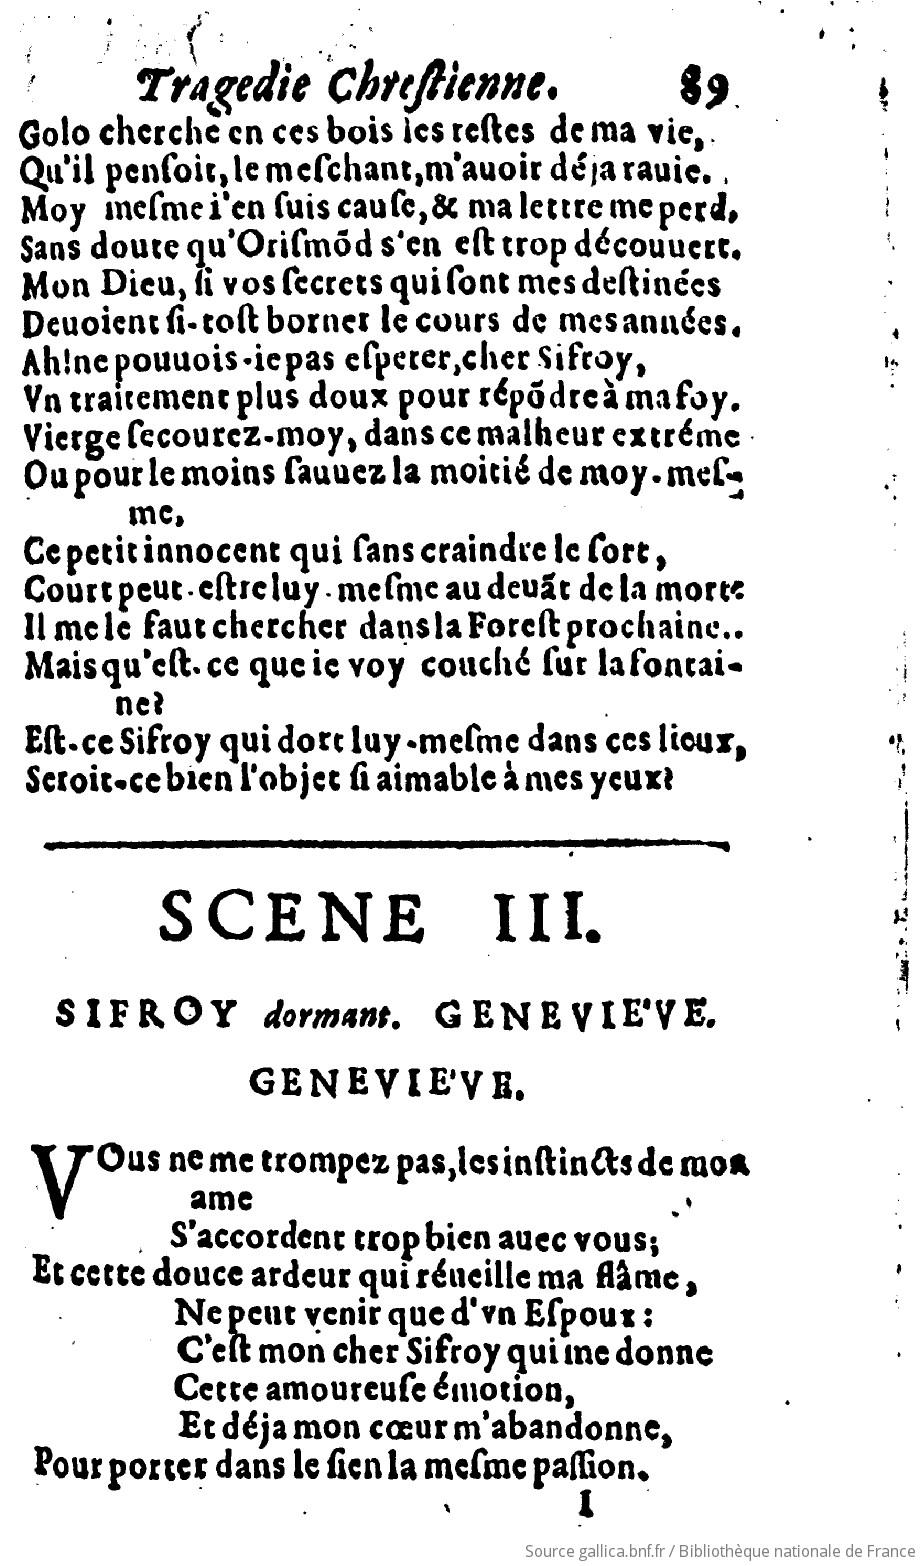 Tragedie Chreſtienne. 89
Golo cherche en ces bois les reſtes de ma vie,
Qu'il penſoit, le meſchant, m'auoir déja rauie.
Moy meſme i'en ſuis cauſe, & ma lettre me perd,
Sans doute qu'Oriſmõd s'en eſt trop découuert.
Mon Dieu, ſi vos ſecrets qui ſont mes deſtinées
Deuoient ſi-toſt borner le cours de mes années,
Ah! ne pouuois-ie pas eſperer, cher Sifroy,
Vn traitement plus doux pour répõdre à ma foy.
Vierge ſecourez-moy, dans ce malheur extréme
Ou pour le moins ſauuez la moitié de moy-meſ-
me,
Ce petit innocent qui ſans craindre le ſort,
Court peut-eſtre luy-meſme au deuãt de la morte
Il me le faut chercher dans la Foreſt prochaine..
Mais qu'eſt-ce que ie voy couché ſur la fontai-
ne?
Eſt-ce Sifroy qui dort luy-meſme dans ces lieux,
Seroit-ce bien l'objet ſi aimable à mes yeux?
SCENE III.
SIFROY dormant. GENEVIE'VE.
GENEVIE'VE.
VOus ne me trompez pas, les inſtincts de mon
ame
S'accordent trop bien auec vous;
Et cette douce ardeur qui réueille ma flâme,
Ne peut venir que d'vn Eſpoux:
C'eſt mon cher Sifroy qui me donne
Cette amoureuſe émotion,
Et déja mon cœur m'abandonne,
Pour porter dans le ſien la meſme paſſion.
I
Source gallica.bnf.fr / Bibliothèque nationale de France